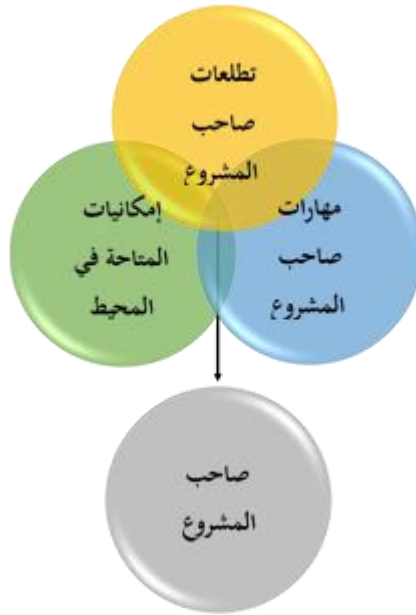 تطلعات
صاحب
المشروع
إمكانيات
المتاحة في
المحيط
مهارات
صاحب
المشروع
صاحب
المشروع